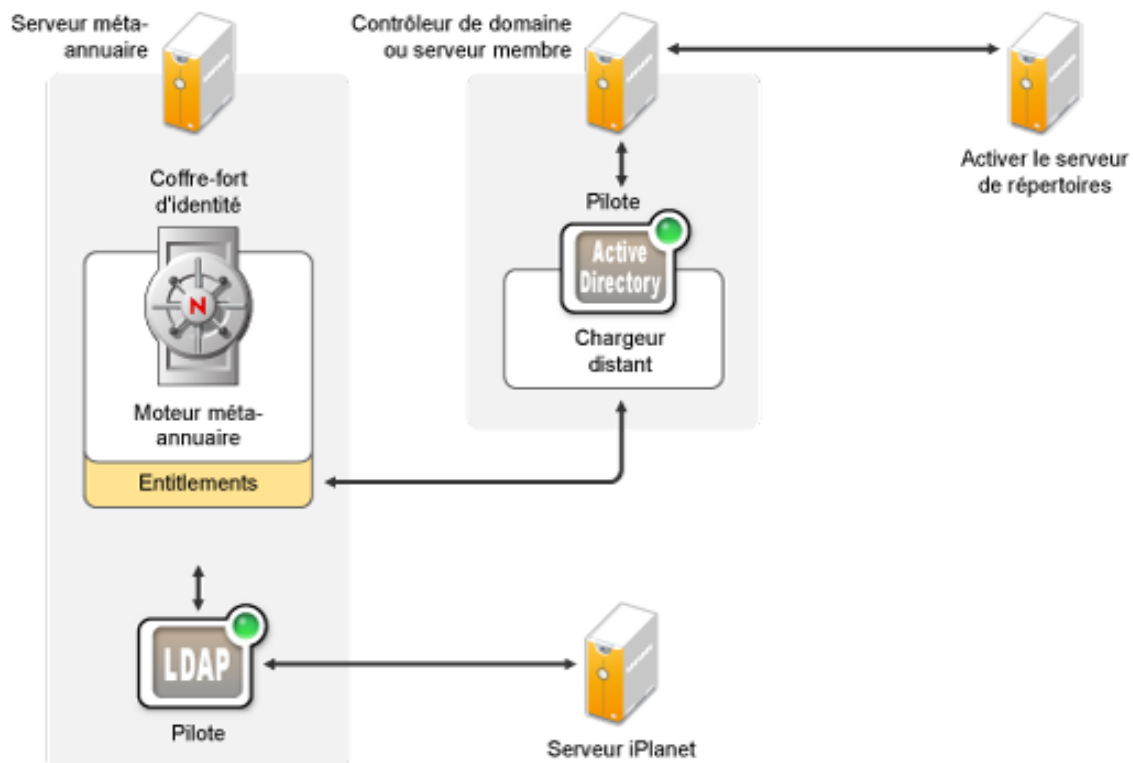 Serveur méta-
annuaire
Contrôleur de domaine
ou serveur membre
Activer le serveur
de répertoires
Coffre-fort
d'identité
N
Moteur méta-
annuaire
Entitlements
Pilote
Active
Directory
Chargeur
distant
LDAP
Pilote
Serveur iPlanet